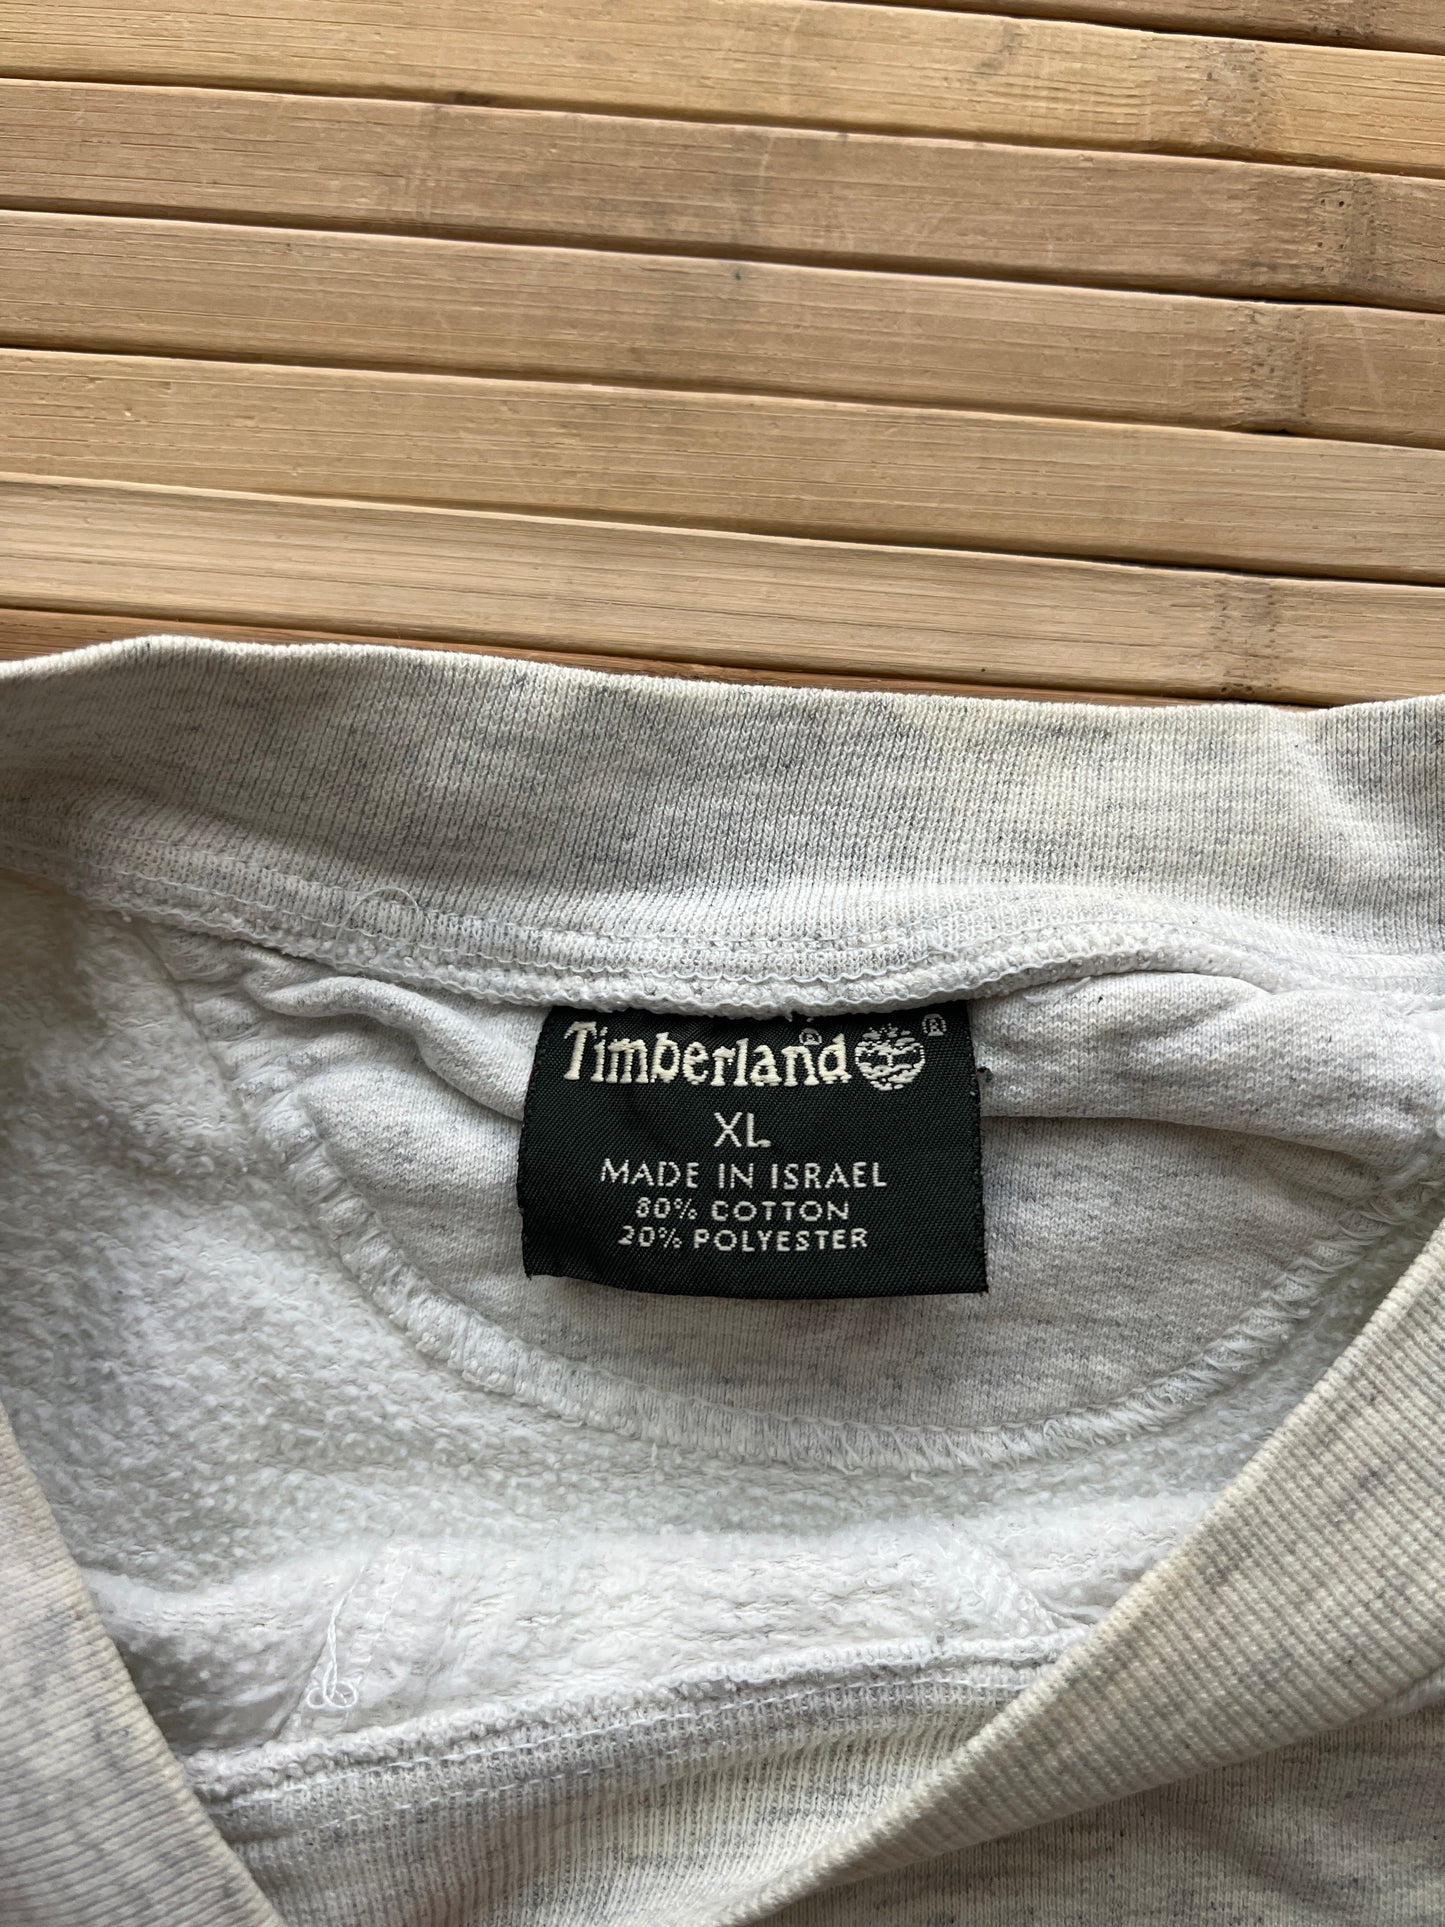 Timberland® ®
XL
MADE IN ISRAEL
80% COTTON
20% POLYESTER